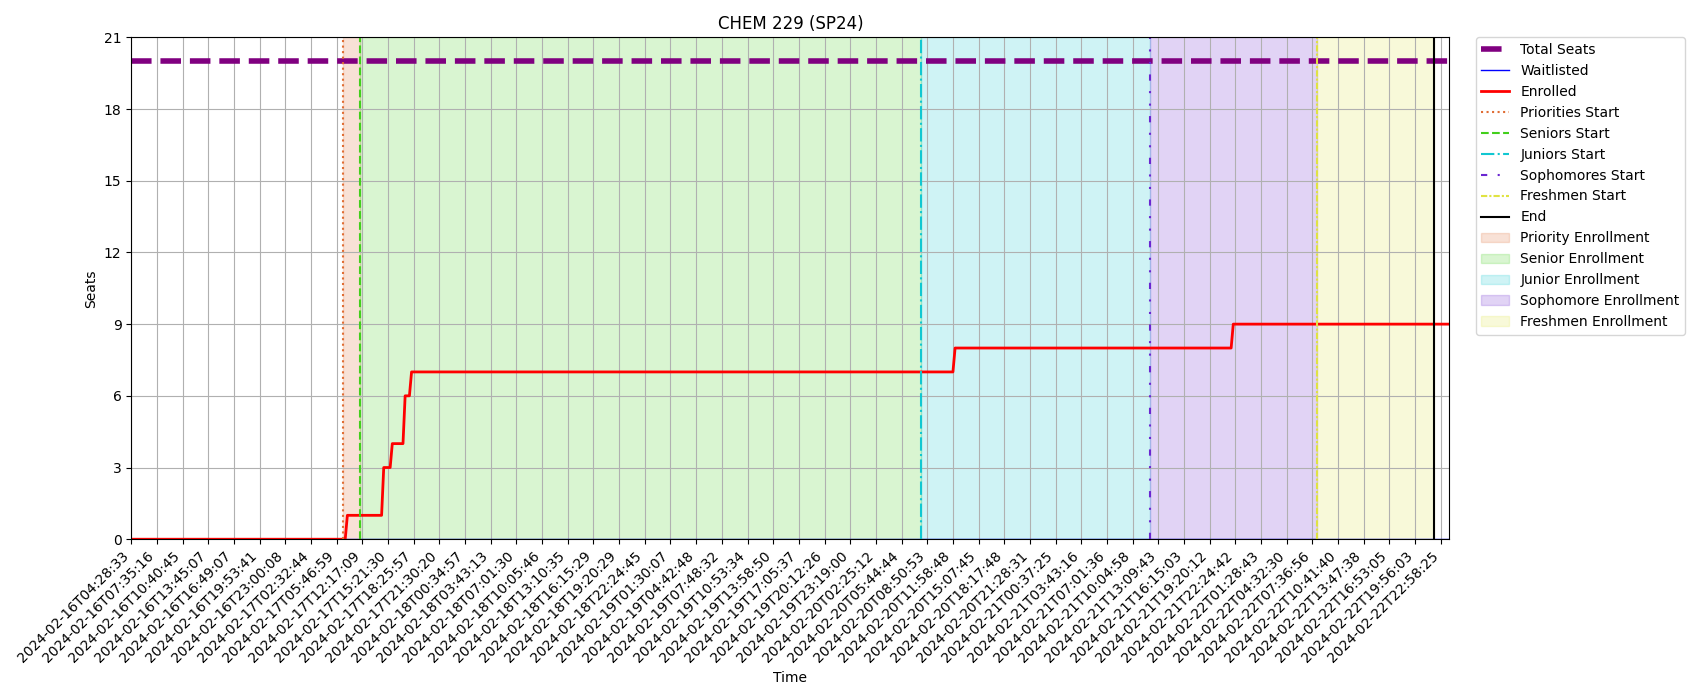 CHEM 229 (SP24)
21
18
15
12
9
6
3
0
Seats
2024-02-16T04:28:33
2024-02-16T07:35:16
2024-02-16T10:40:45
2024-02-16T13:45:07
2024-02-16T16:49:07
2024-02-16T19:53:41
2024-02-16T23:00:08
2024-02-17T02:32:44
2024-02-17T05:46:59
2024-02-17T12:17:09
2024-02-17T15:21:30
2024-02-17T18:25:57
2024-02-17T21:30:20
2024-02-18T00:34:57
2024-02-18T03:43:13
2024-02-18T07:01:30
2024-02-18T10:05:46
2024-02-18T13:10:35
2024-02-18T16:15:29
2024-02-18T19:20:29
2024-02-18T22:24:45
2024-02-19T01:30:07
2024-02-19T04:42:48
2024-02-19T07:48:32
2024-02-19T10:53:34
2024-02-19T13:58:50
2024-02-19T17:05:37
2024-02-19T20:12:26
2024-02-19T23:19:00
2024-02-20T02:25:12
2024-02-20T05:44:44
2024-02-20T08:50:53
2024-02-20T11:58:48
2024-02-20T15:07:45
2024-02-20T18:17:48
2024-02-20T21:28:31
2024-02-21T00:37:25
2024-02-21T03:43:16
2024-02-21T07:01:36
2024-02-21T10:04:58
2024-02-21T13:09:43
2024-02-21T16:15:03
2024-02-21T19:20:12
2024-02-21T22:24:42
2024-02-22T01:28:43
2024-02-22T04:32:30
2024-02-22T07:36:56
2024-02-22T10:41:40
2024-02-22T13:47:38
2024-02-22T16:53:05
2024-02-22T19:56:03
2024-02-22T22:58:25
Time
Total Seats
Waitlisted
Enrolled
Priorities Start
Seniors Start
Juniors Start
Sophomores Start
Freshmen Start
End
Priority Enrollment
Senior Enrollment
Junior Enrollment
Sophomore Enrollment
Freshmen Enrollment